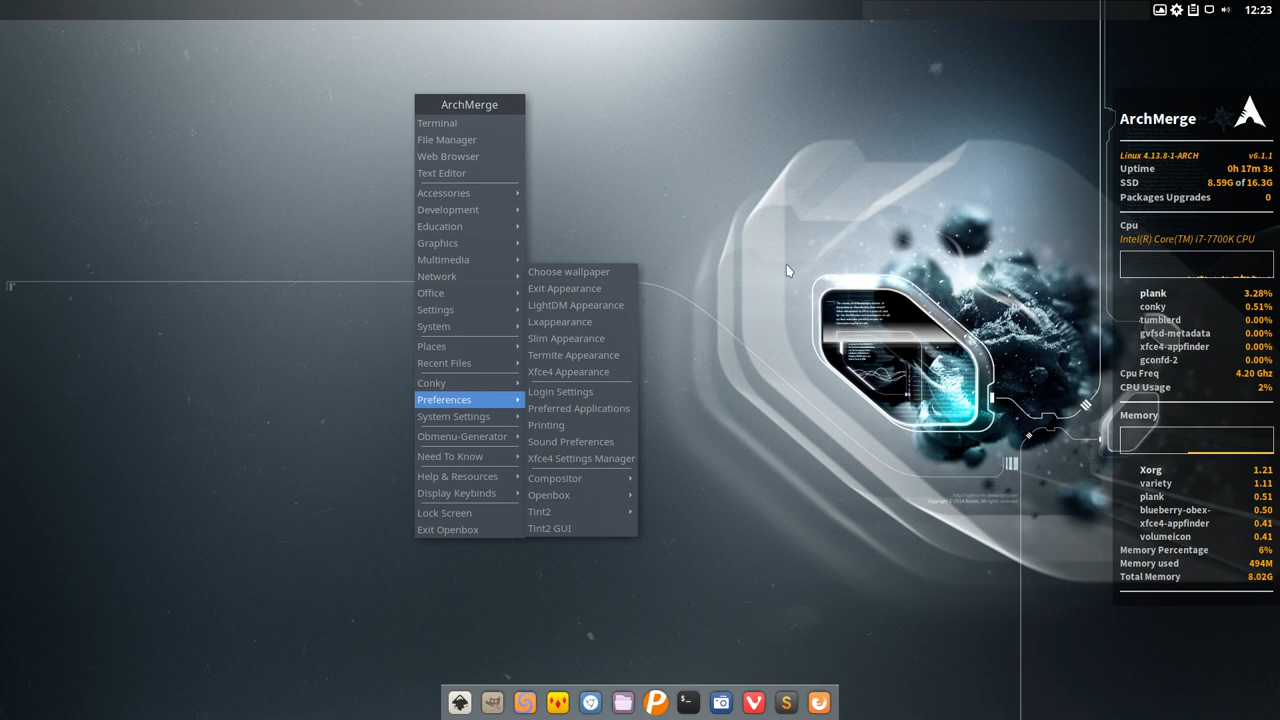 12:23
ArchMerge
Terminal
File Manager
Web Browser
Text Editor
Accessories
Development
Education
Graphics
Multimedia
Network
Office
Settings
System
Places
Recent Files
Conky
Preferences
System Settings
Obmenu-Generator
Need To Know
Help & Resources
Display Keybinds
Lock Screen
Exit Openbox
Choose wallpaper
Exit Appearance
LightDM Appearance
Lxappearance
Slim Appearance
Termite Appearance
Xfce4 Appearance
Login Settings
Preferred Applications
Printing
Sound Preferences
Xfce4 Settings Manager
Compositor
Openbox
Tint2
Tint2 GUI
ArchMerge
Linux 4.13.8-1-ARCH v6.1.1
Uptime 0h 17m 3s
SSD 8.59G of 16.3G
Packages Upgrades 0
Cpu
Intel(R) Core(TM) i7-7700K CPU
plank 3.28%
conky 0.51%
tumblerd 0.00%
gvfsd-metadata 0.00%
xfce4-appfinder 0.00%
gconfd-2 0.00%
Cpu Freq 4.20 Ghz
CPU Usage 2%
Memory
Xorg 1.21
variety 1.11
plank 0.51
blueberry-obex- 0.50
xfce4-appfinder 0.41
volumeicon 0.41
Memory Percentage 6%
Memory used 494M
Total Memory 8.02G